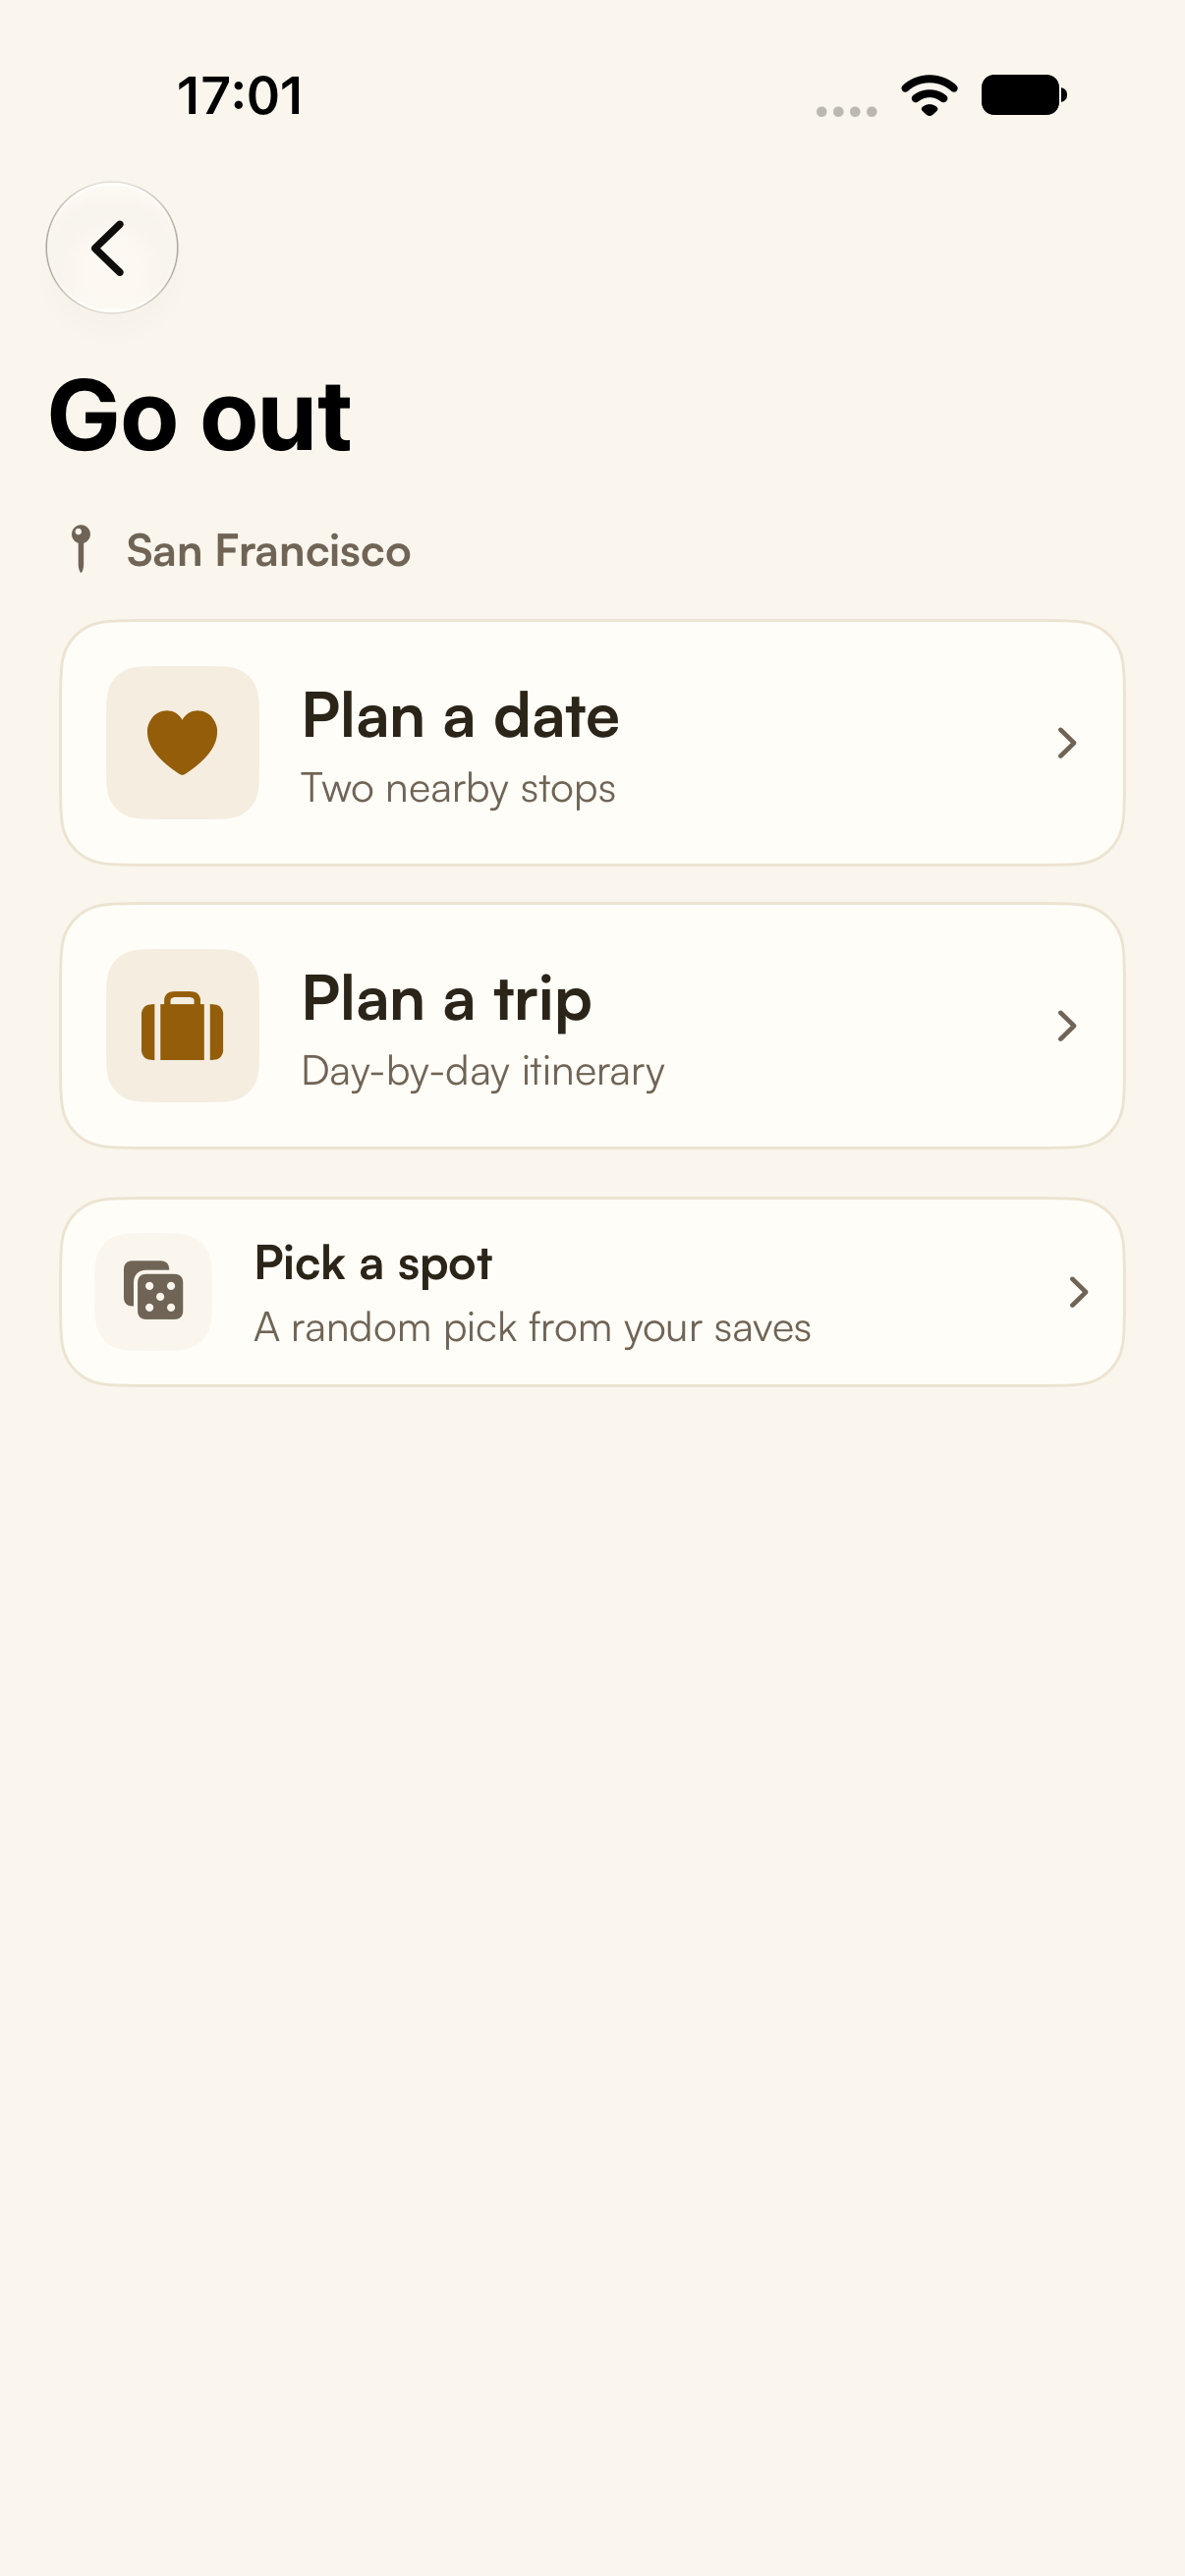 17:01
Go out
San Francisco
Plan a date
Two nearby stops
Plan a trip
Day-by-day itinerary
Pick a spot
A random pick from your saves